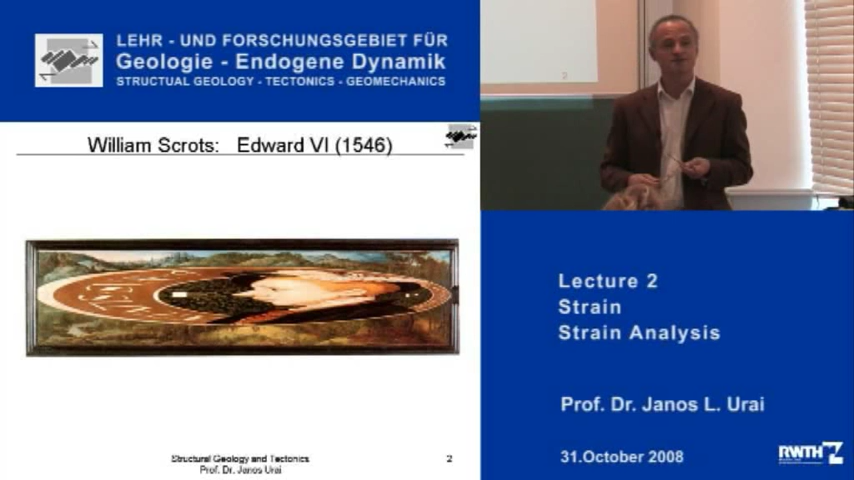 LEHR - UND FORSCHUNGSGEBIET FÜR
Geologie - Endogene Dynamik
STRUCTUAL GEOLOGY - TECTONICS - GEOMECHANICS
William Scrots: Edward VI (1546)
Structural Geology and Tectonics
Prof. Dr. Janos Urai
2
Lecture 2
Strain
Strain Analysis
Prof. Dr. Janos L. Urai
31.October 2008
RWTH